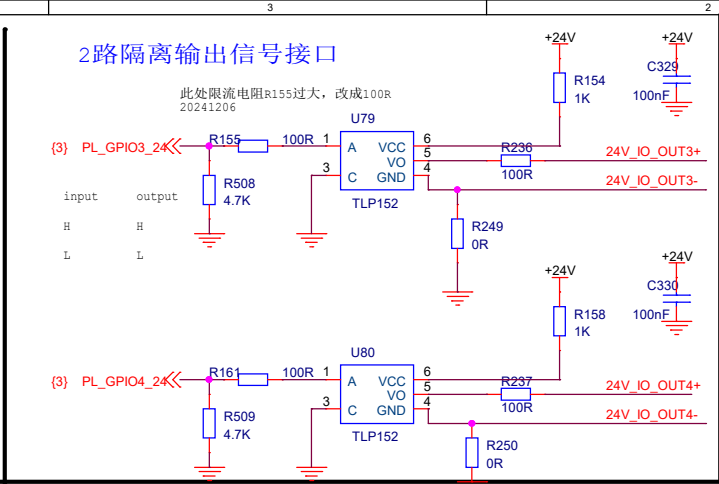 3
2
2路隔离输出信号接口
此处限流电阻R155过大，改成100R
20241206
+24V
+24V
R154
1K
C329
100nF
U79
{3} PL_GPIO3_24
R155
100R
1
A
VCC
6
VO
5
3
C
GND
4
TLP152
R236
100R
24V_IO_OUT3+
24V_IO_OUT3-
R508
4.7K
R249
0R
input output
H H
L L
+24V
+24V
R158
1K
C330
100nF
U80
{3} PL_GPIO4_24
R161
100R
1
A
VCC
6
VO
5
3
C
GND
4
TLP152
R237
100R
24V_IO_OUT4+
24V_IO_OUT4-
R509
4.7K
R250
0R